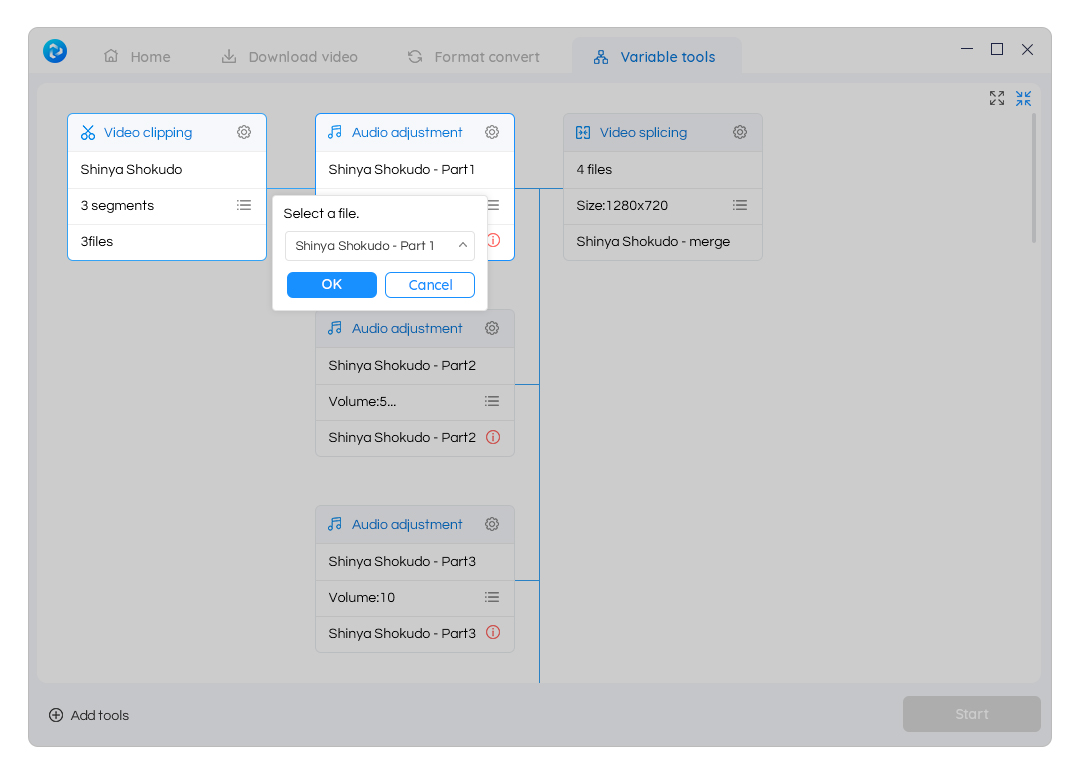 Home
Download video
Format convert
Variable tools
Video clipping
Shinya Shokudo
3 segments
3files
Audio adjustment
Shinya Shokudo - Part1
Video splicing
4 files
Size:1280x720
Shinya Shokudo - merge
Select a file.
Shinya Shokudo - Part 1
OK
Cancel
Audio adjustment
Shinya Shokudo - Part2
Volume:5...
Shinya Shokudo - Part2
Audio adjustment
Shinya Shokudo - Part3
Volume:10
Shinya Shokudo - Part3
Add tools
Start